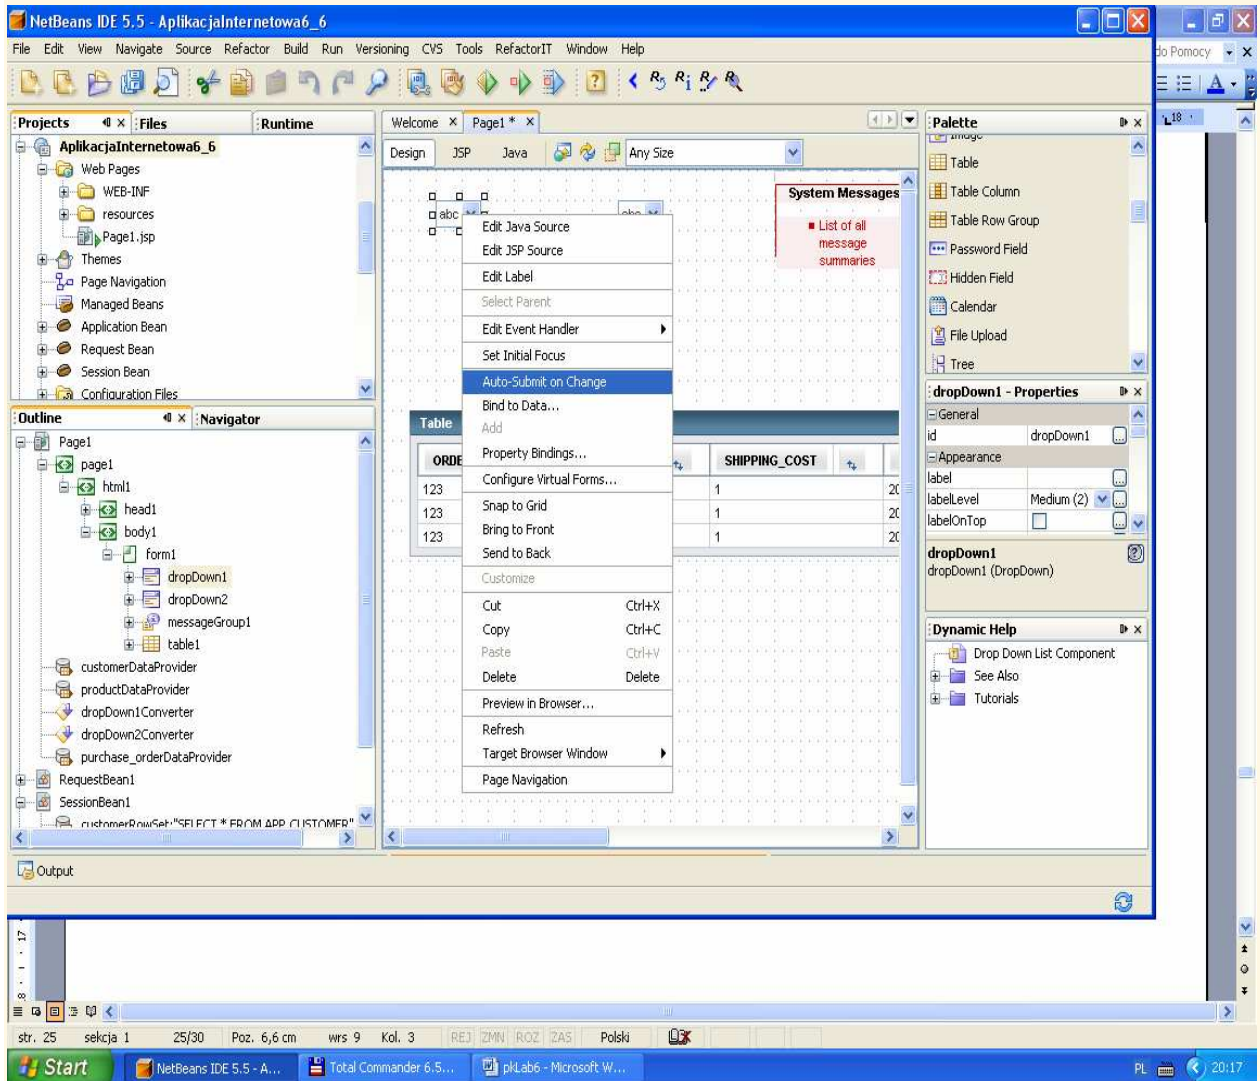 NetBeans IDE 5.5 - AplikacjaInternetowa6_6
File Edit View Navigate Source Refactor Build Run Versioning CVS Tools RefactorIT Window Help
do Pomocy
18
Projects Files Runtime
AplikacjaInternetowa6_6
Web Pages
WEB-INF
resources
Page1.jsp
Themes
Page Navigation
Managed Beans
Application Bean
Request Bean
Session Bean
Configuration Files
Outline Navigator
Page1
page1
html1
head1
body1
form1
dropDown1
dropDown2
messageGroup1
table1
customerDataProvider
productDataProvider
dropDown1Converter
dropDown2Converter
purchase_orderDataProvider
RequestBean1
SessionBean1
customerRowSet:"SELECT * FROM APP.CUSTOMER"
Welcome Page1 *
Design JSP Java Any Size
abc
abc
System Messages
List of all
message
summaries
Table
ORDE SHIPPING_COST
123 1 20
123 1 20
123 1 20
Edit Java Source
Edit JSP Source
Edit Label
Select Parent
Edit Event Handler
Set Initial Focus
Auto-Submit on Change
Bind to Data...
Add
Property Bindings...
Configure Virtual Forms...
Snap to Grid
Bring to Front
Send to Back
Customize
Cut Ctrl+X
Copy Ctrl+C
Paste Ctrl+V
Delete Delete
Preview in Browser...
Refresh
Target Browser Window
Page Navigation
Palette
Image
Table
Table Column
Table Row Group
Password Field
Hidden Field
Calendar
File Upload
Tree
dropDown1 - Properties
General
id dropDown1
Appearance
label
labelLevel Medium (2)
labelOnTop
dropDown1
dropDown1 (DropDown)
Dynamic Help
Drop Down List Component
See Also
Tutorials
Output
17
str. 25 sekcja 1 25/30 Poz. 6,6 cm wrs 9 Kol. 3 REJ ZMN ROZ ZAS Polski
Start NetBeans IDE 5.5 - A... Total Commander 6.5... pkLab6 - Microsoft W... PL 20:17